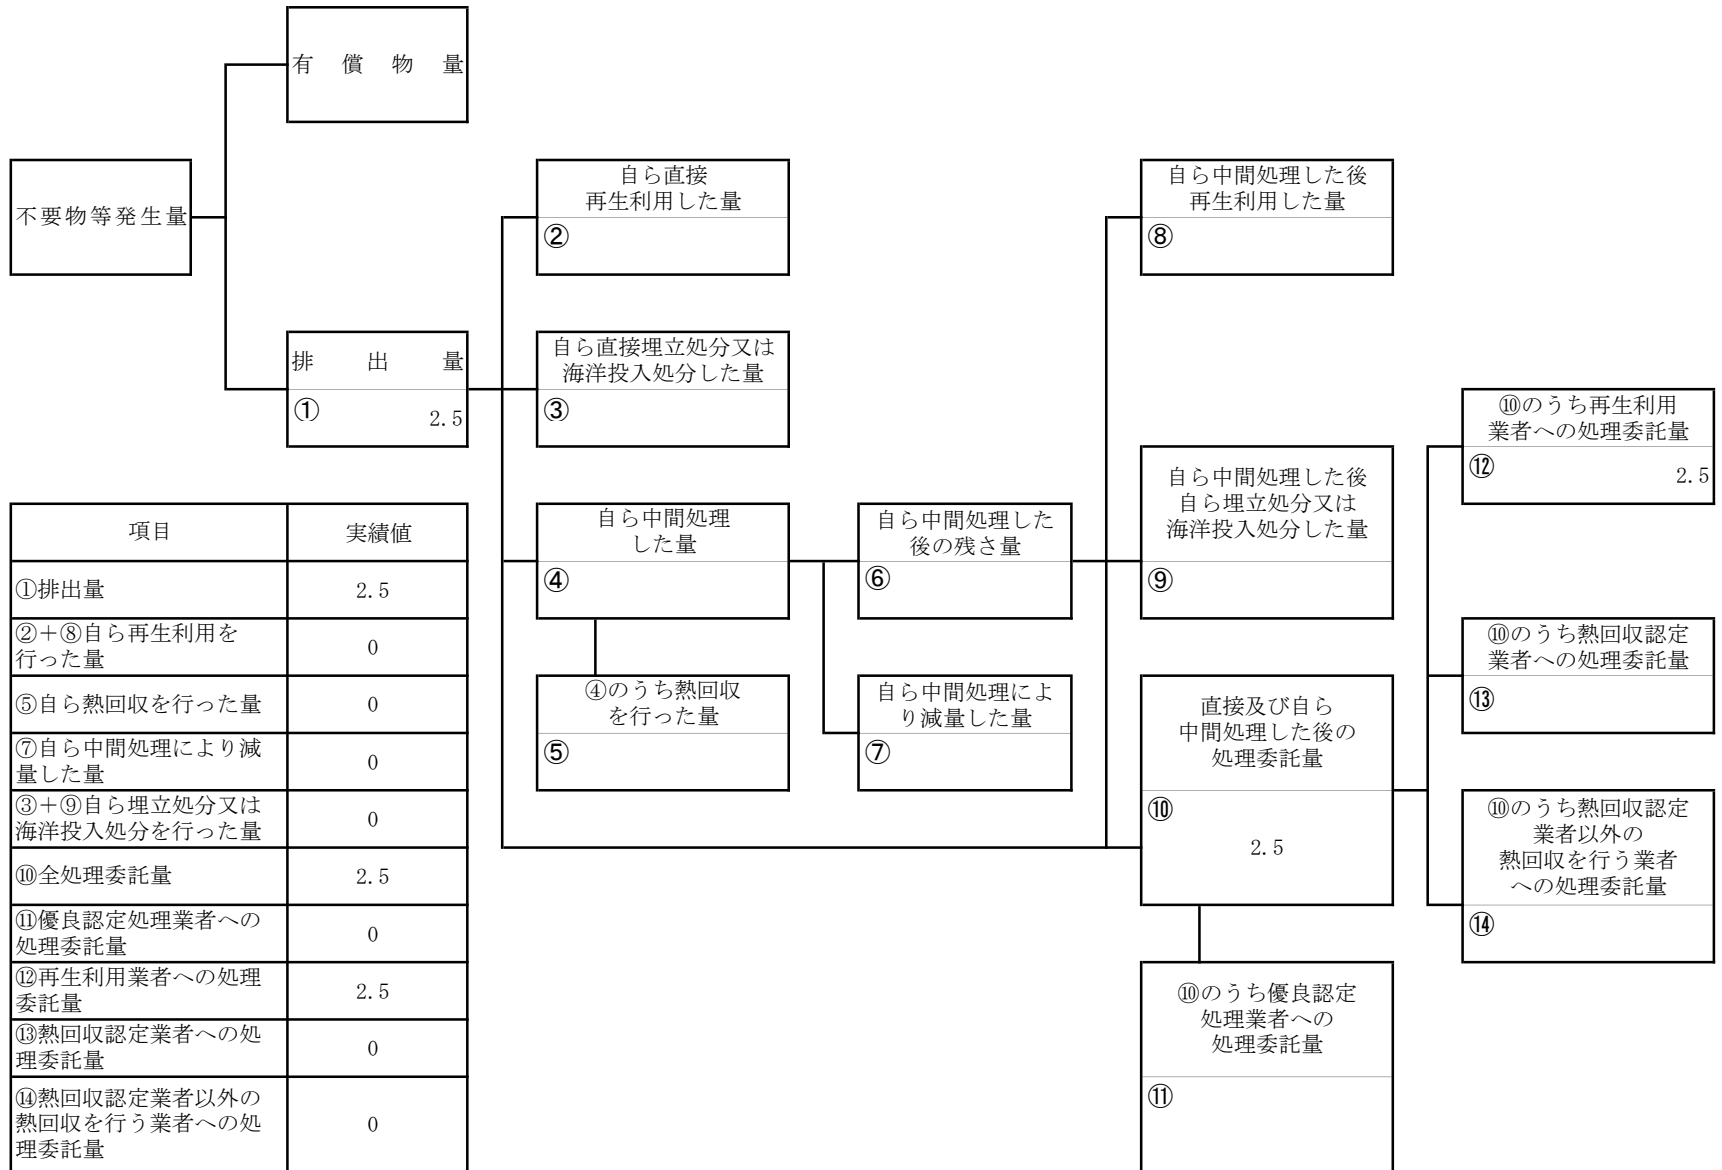 有償物量
不要物等発生量
排出量
①
2.5
自ら直接
再生利用した量
②
自ら直接埋立処分又は
海洋投入処分した量
③
自ら中間処理
した量
④
④のうち熱回収
を行った量
⑤
自ら中間処理した
後の残さ量
⑥
自ら中間処理によ
り減量した量
⑦
自ら中間処理した後
再生利用した量
⑧
自ら中間処理した後
自ら埋立処分又は
海洋投入処分した量
⑨
直接及び自ら
中間処理した後の
処理委託量
⑩
2.5
⑩のうち優良認定
処理業者への
処理委託量
⑪
⑩のうち再生利用
業者への処理委託量
⑫
2.5
⑩のうち熱回収認定
業者への処理委託量
⑬
⑩のうち熱回収認定
業者以外の
熱回収を行う業者
への処理委託量
⑭
項目 実績値
①排出量 2.5
②+⑧自ら再生利用を
行った量 0
⑤自ら熱回収を行った量 0
⑦自ら中間処理により減
量した量 0
③+⑨自ら埋立処分又は
海洋投入処分を行った量 0
⑩全処理委託量 2.5
⑪優良認定処理業者への
処理委託量 0
⑫再生利用業者への処理
委託量 2.5
⑬熱回収認定業者への処
理委託量 0
⑭熱回収認定業者以外の
熱回収を行う業者への処
理委託量 0